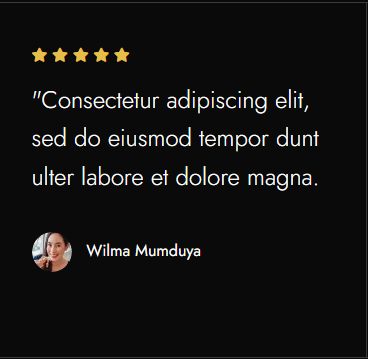 "Consectetur adipiscing elit,
sed do eiusmod tempor dunt
ulter labore et dolore magna.
Wilma Mumduya